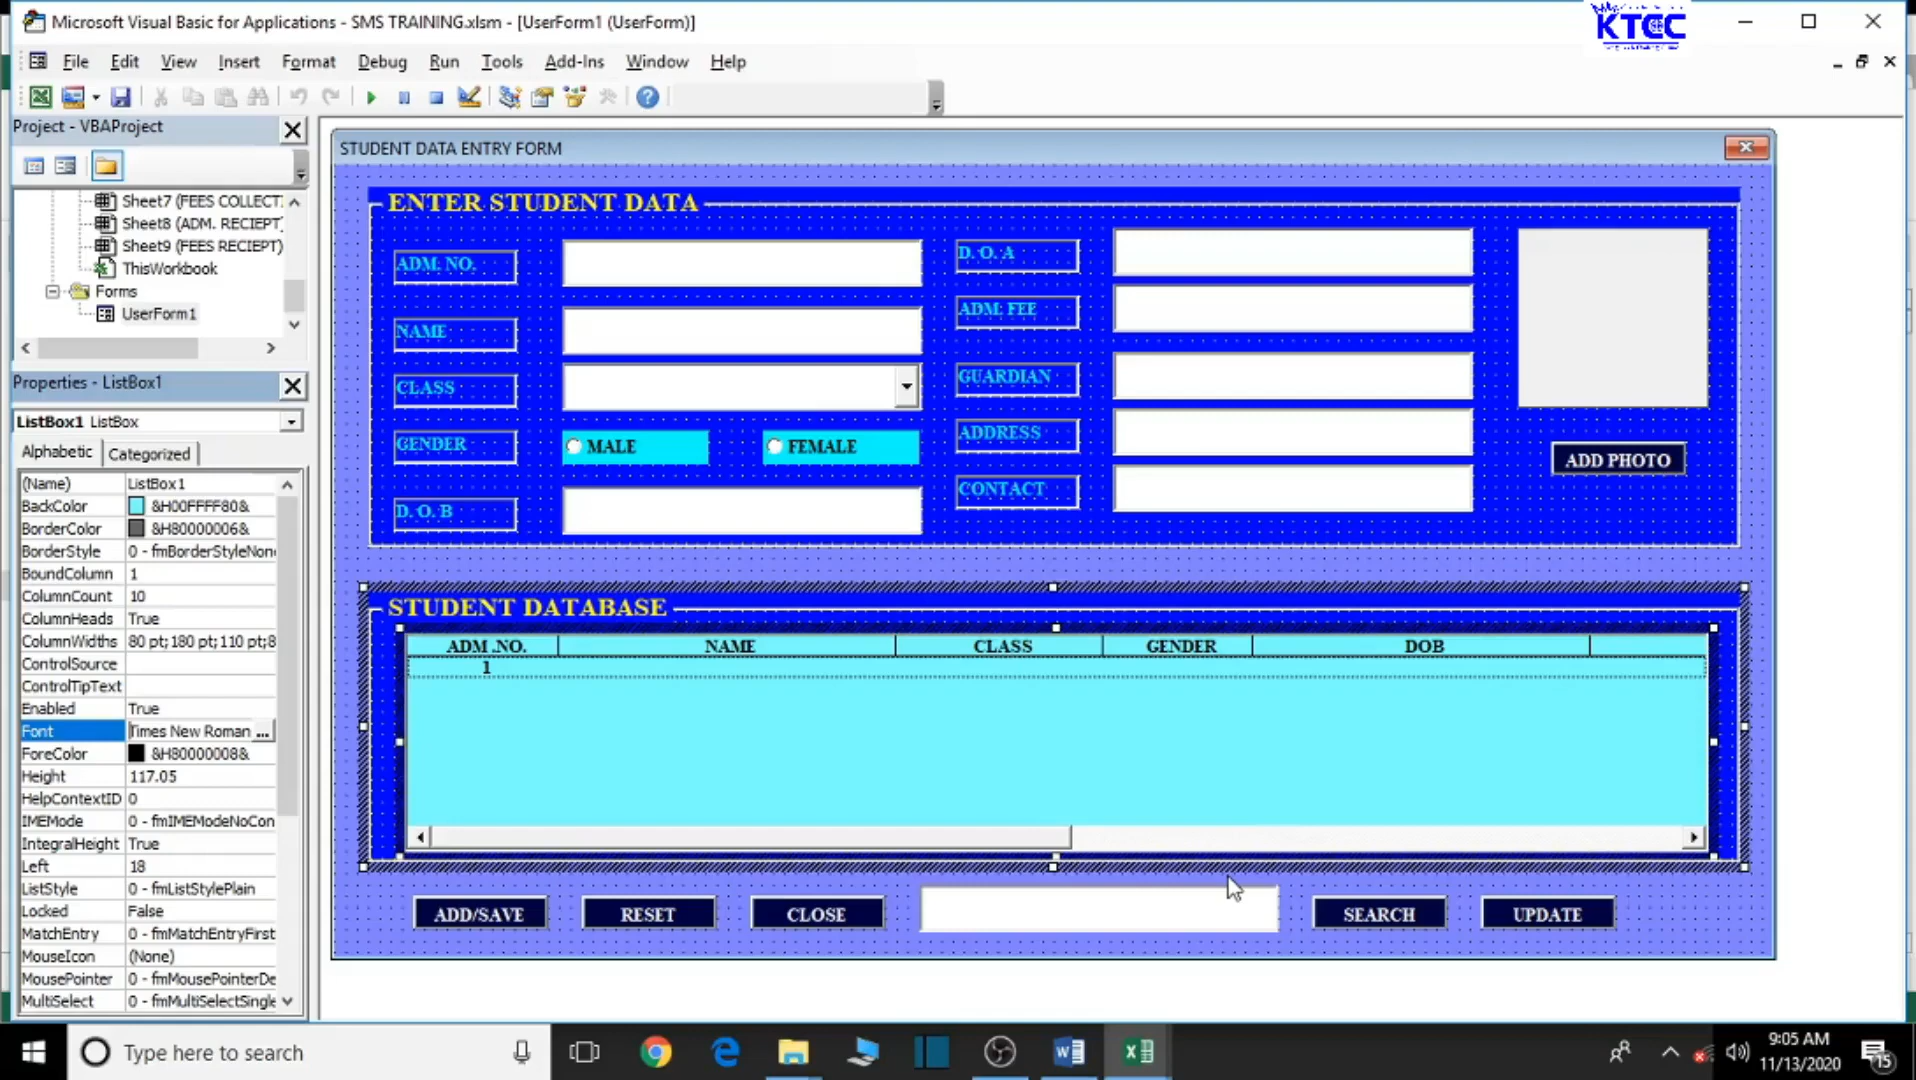 Microsoft Visual Basic for Applications - SMS TRAINING.xlsm - [UserForm1 (UserForm)]
KTCC
File Edit View Insert Format Debug Run Tools Add-Ins Window Help
Project - VBAProject
Sheet7 (FEES COLLECT.
Sheet8 (ADM. RECIEPT)
Sheet9 (FEES RECIEPT)
ThisWorkbook
Forms
UserForm1
Properties - ListBox1
ListBox1 ListBox
Alphabetic Categorized
(Name) ListBox1
BackColor &H00FFFF80&
BorderColor &H80000006&
BorderStyle 0 - fmBorderStyleNon
BoundColumn 1
ColumnCount 10
ColumnHeads True
ColumnWidths 80 pt;180 pt;110 pt;8
ControlSource
ControlTipText
Enabled True
Font Times New Roman ...
ForeColor &H80000008&
Height 117.05
HelpContextID 0
IMEMode 0 - fmIMEModeNoCon
IntegralHeight True
Left 18
ListStyle 0 - fmListStylePlain
Locked False
MatchEntry 0 - fmMatchEntryFirst
MouseIcon (None)
MousePointer 0 - fmMousePointerDe
MultiSelect 0 - fmMultiSelectSingle
STUDENT DATA ENTRY FORM
ENTER STUDENT DATA
ADM. NO.
NAME
CLASS
GENDER
MALE FEMALE
D. O. B
D. O. A
ADM. FEE
GUARDIAN
ADDRESS
CONTACT
ADD PHOTO
STUDENT DATABASE
ADM .NO. NAME CLASS GENDER DOB
1
ADD/SAVE RESET CLOSE SEARCH UPDATE
Type here to search
9:05 AM
11/13/2020
15